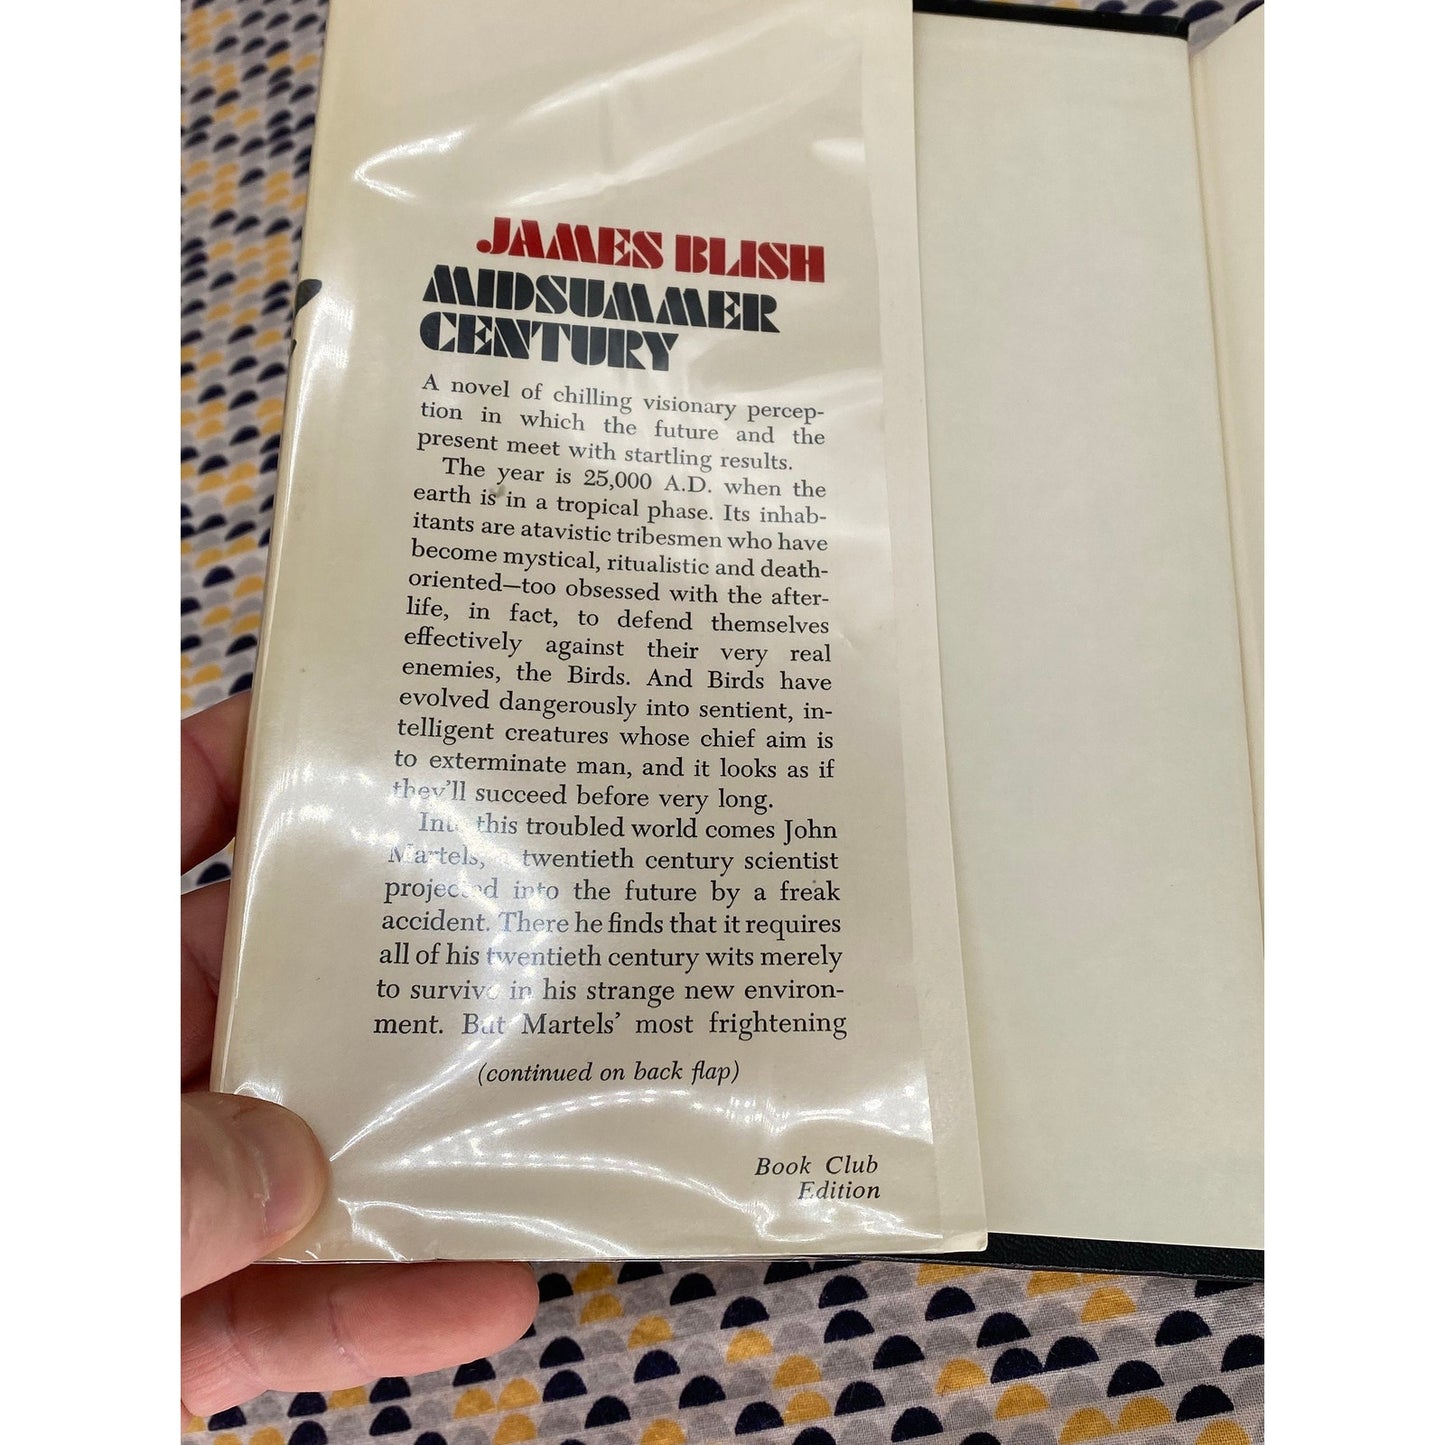 JAMES BLISH
MIDSUMMER
CENTURY
A novel of chilling visionary percep-
tion in which the future and the
present meet with startling results.
The year is 25,000 A.D. when the
earth is in a tropical phase. Its inhab-
itants are atavistic tribesmen who have
become mystical, ritualistic and death-
oriented—too obsessed with the after-
life, in fact, to defend themselves
effectively against their very real
enemies, the Birds. And Birds have
evolved dangerously into sentient, in-
telligent creatures whose chief aim is
to exterminate man, and it looks as if
they'll succeed before very long.
Into this troubled world comes John
Martels, a twentieth century scientist
projected into the future by a freak
accident. There he finds that it requires
all of his twentieth century wits merely
to survive in his strange new environ-
ment. But Martels' most frightening
(continued on back flap)
Book Club
Edition